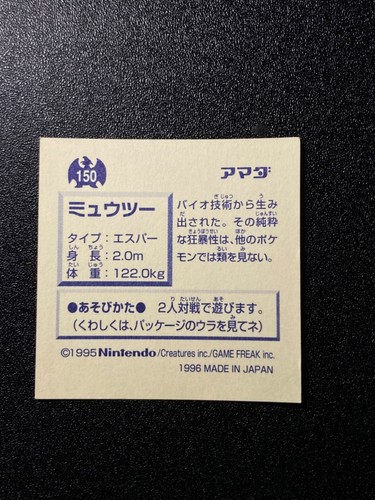 150
アマダ
ミュウツー
タイプ：エスパー
身長：2.0m
体重：122.0kg
バイオ技術から生み
出された。その純粋
な狂暴性は、他のポケ
モンでは類を見ない。
●あそびかた● 2人対戦で遊びます。
（くわしくは、パッケージのウラを見てネ）
©1995 Nintendo/Creatures inc./GAME FREAK inc.
1996 MADE IN JAPAN